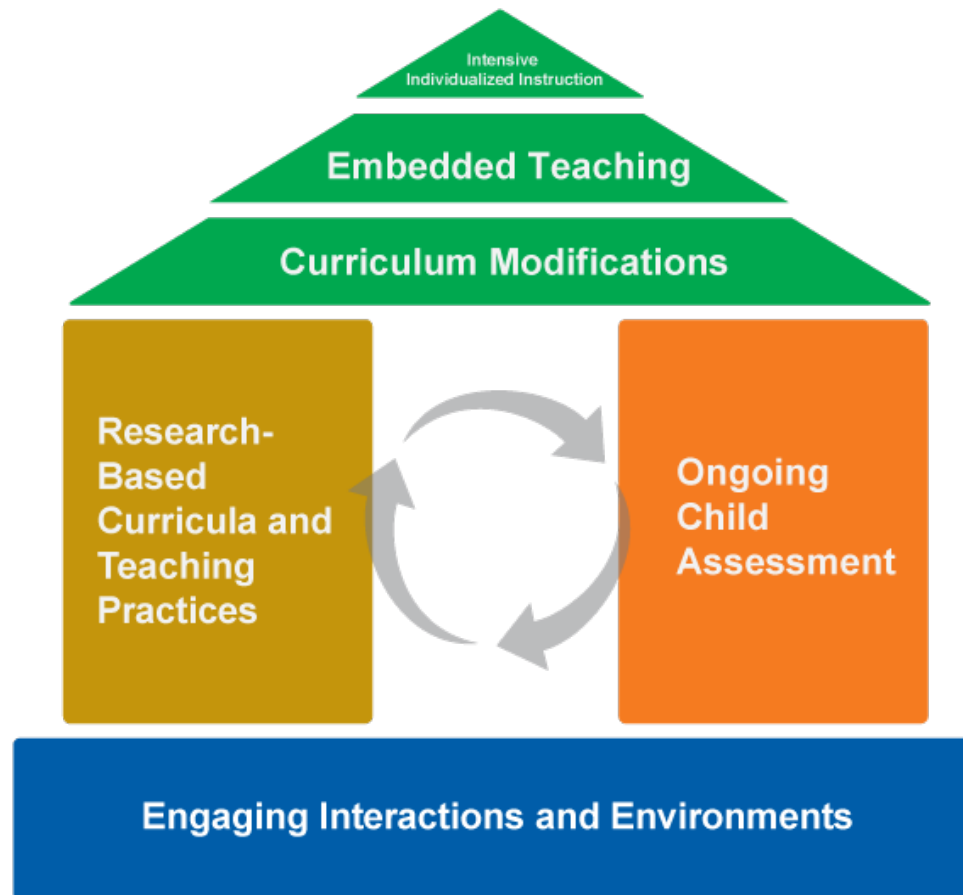 Intensive
Individualized Instruction
Embedded Teaching
Curriculum Modifications
Research-
Based
Curricula and
Teaching
Practices
Ongoing
Child
Assessment
Engaging Interactions and Environments